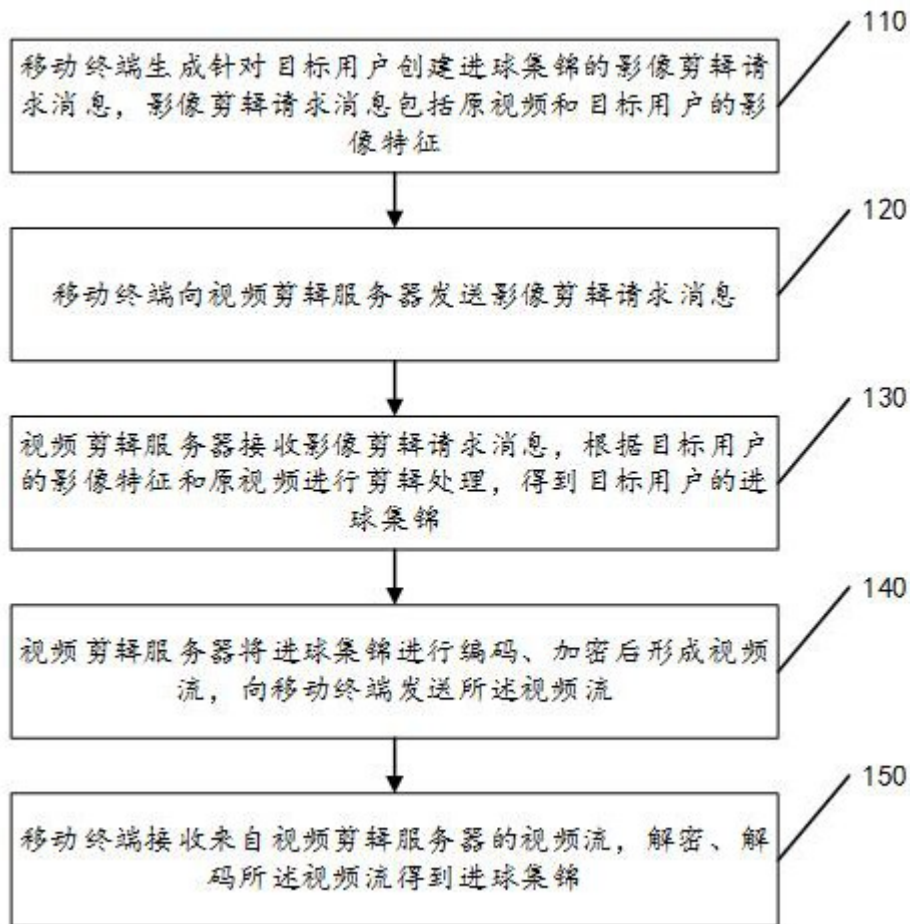 110
移动终端生成针对目标用户创建进球集锦的影像剪辑请
求消息，影像剪辑请求消息包括原视频和目标用户的影
像特征
120
移动终端向视频剪辑服务器发送影像剪辑请求消息
130
视频剪辑服务器接收影像剪辑请求消息，根据目标用户
的影像特征和原视频进行剪辑处理，得到目标用户的进
球集锦
140
视频剪辑服务器将进球集锦进行编码、加密后形成视频
流，向移动终端发送所述视频流
150
移动终端接收来自视频剪辑服务器的视频流，解密、解
码所述视频流得到进球集锦